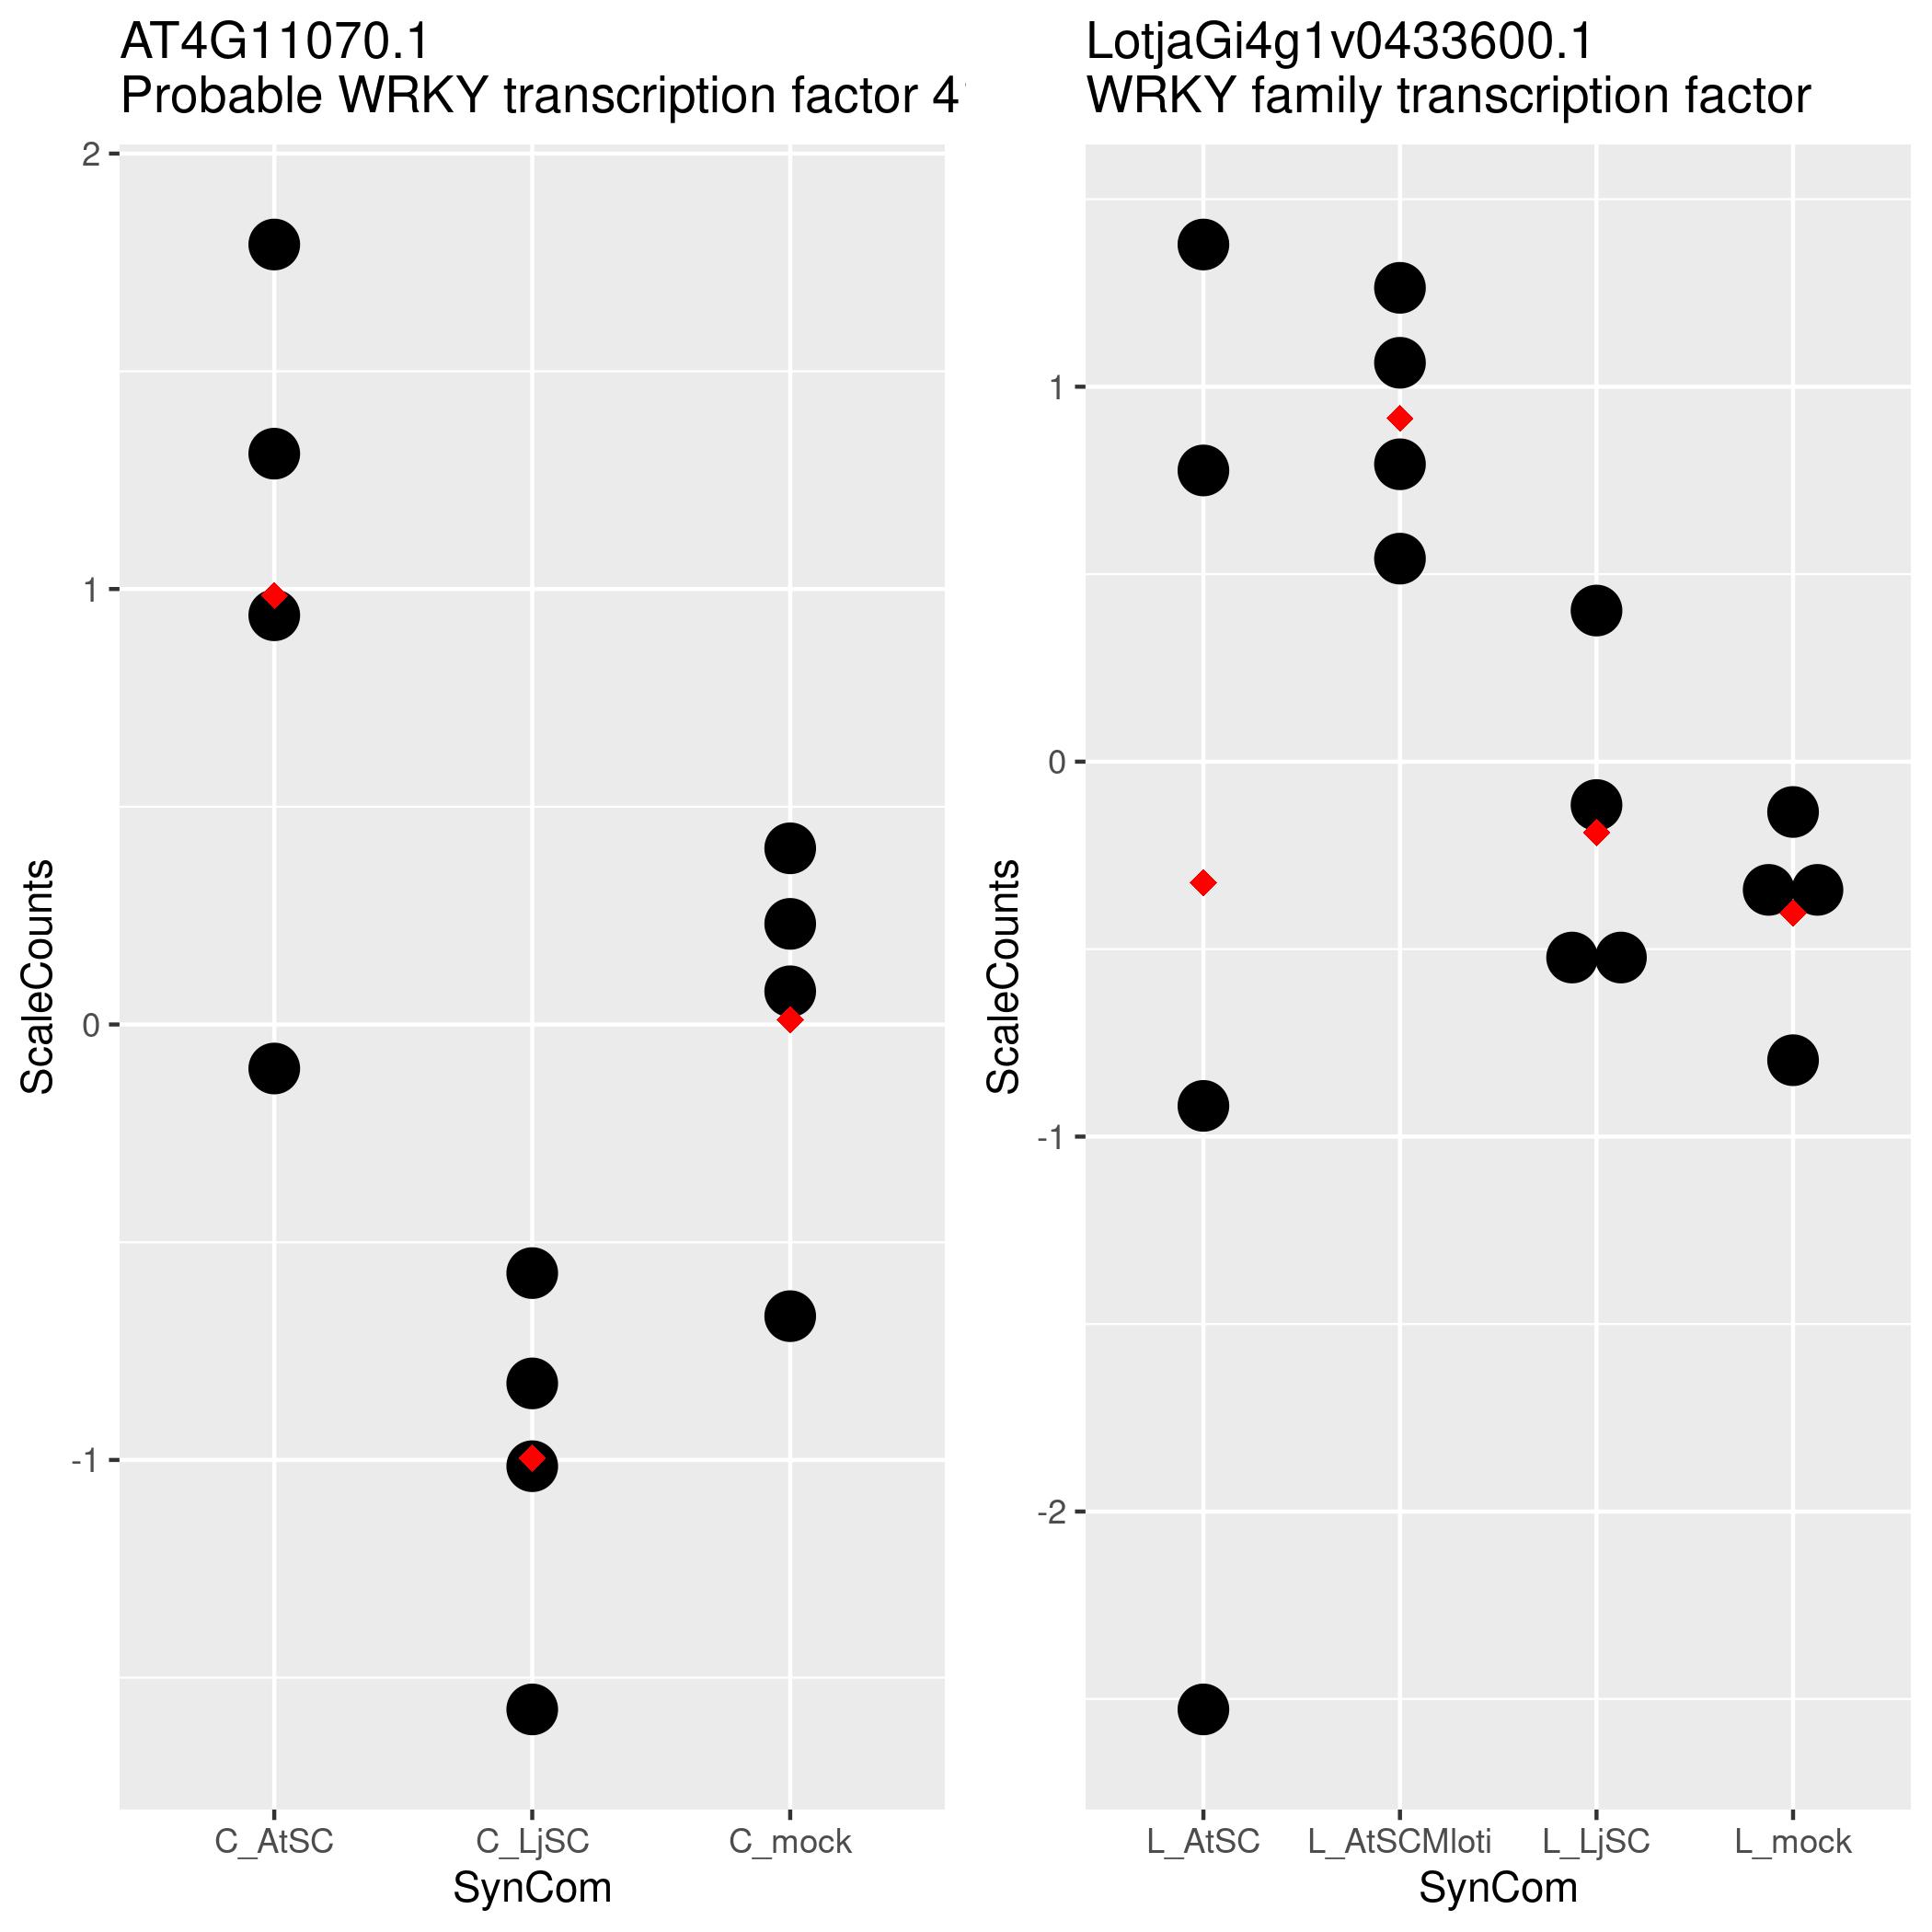 AT4G11070.1
Probable WRKY transcription factor 4
ScaleCounts
2
1
0
-1
C_AtSC C_LjSC C_mock
SynCom
LotjaGi4g1v0433600.1
WRKY family transcription factor
ScaleCounts
1
0
-1
-2
L_AtSC L_AtSCMloti L_LjSC L_mock
SynCom